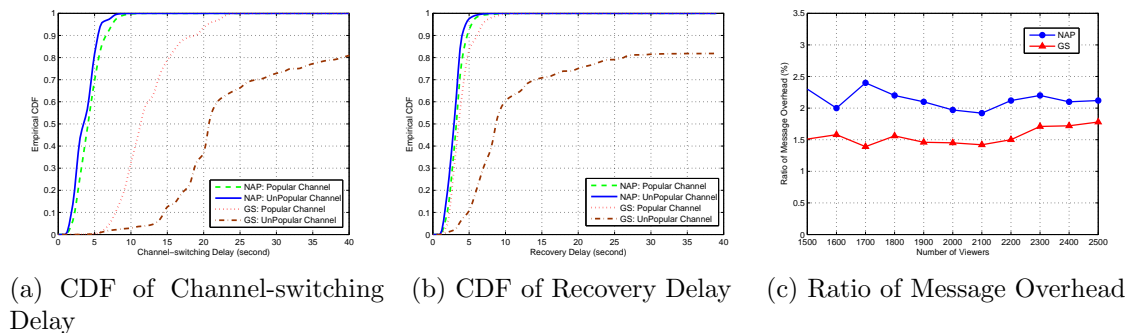 1
0.9
0.8
0.7
0.6
0.5
0.4
0.3
0.2
0.1
0
Empirical CDF
NAP: Popular Channel
NAP: UnPopular Channel
GS: Popular Channel
GS: UnPopular Channel
0 5 10 15 20 25 30 35 40
Channel−switching Delay (second)
(a) CDF of Channel-switching
Delay
1
0.9
0.8
0.7
0.6
0.5
0.4
0.3
0.2
0.1
0
Empirical CDF
NAP: Popular Channel
NAP: UnPopular Channel
GS: Popular Channel
GS: UnPopular Channel
0 5 10 15 20 25 30 35 40
Recovery Delay (second)
(b) CDF of Recovery Delay
3.5
3
2.5
2
1.5
1
0.5
0
Ratio of Message Overhead (%)
NAP
GS
1500 1600 1700 1800 1900 2000 2100 2200 2300 2400 2500
Number of Viewers
(c) Ratio of Message Overhead